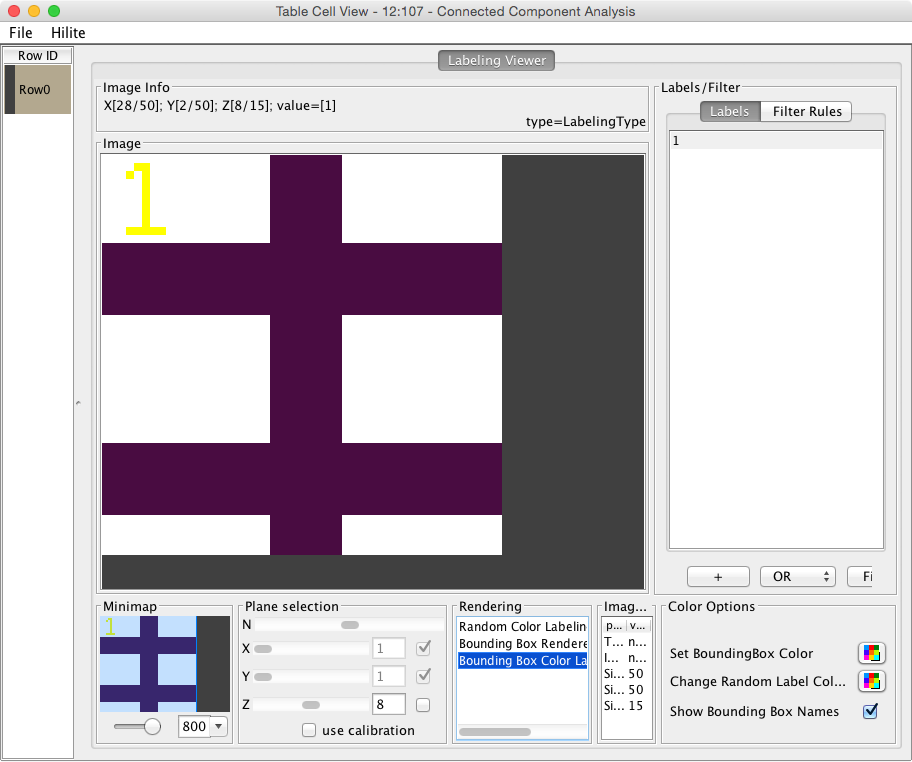 Table Cell View - 12:107 - Connected Component Analysis
File Hilite
Row ID
Row0
Labeling Viewer
Image Info
X[28/50]; Y[2/50]; Z[8/15]; value=[1]
type=LabelingType
Image
1
Labels/Filter
Labels Filter Rules
1
+ OR Fi
Minimap
1
800
Plane selection
N
X 1
Y 1
Z 8
use calibration
Rendering
Random Color Labelin
Bounding Box Rendere
Bounding Box Color La
Imag...
p... v...
T... n...
I... n...
Si... 50
Si... 50
Si... 15
Color Options
Set BoundingBox Color
Change Random Label Col...
Show Bounding Box Names